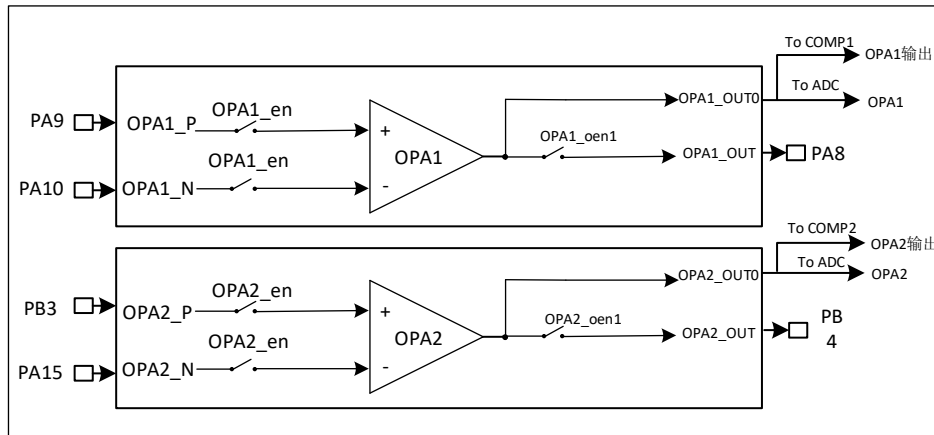 To COMP1
OPA1输出
To ADC
OPA1
OPA1_en
OPA1_OUT0
PA9
OPA1_P
+
OPA1_oen1
OPA1_en
OPA1
OPA1_OUT
PA8
PA10
OPA1_N
-
To COMP2
OPA2输出
To ADC
OPA2
OPA2_en
OPA2_OUT0
PB3
OPA2_P
+
OPA2_oen1
OPA2_en
OPA2
OPA2_OUT
PB
4
PA15
OPA2_N
-